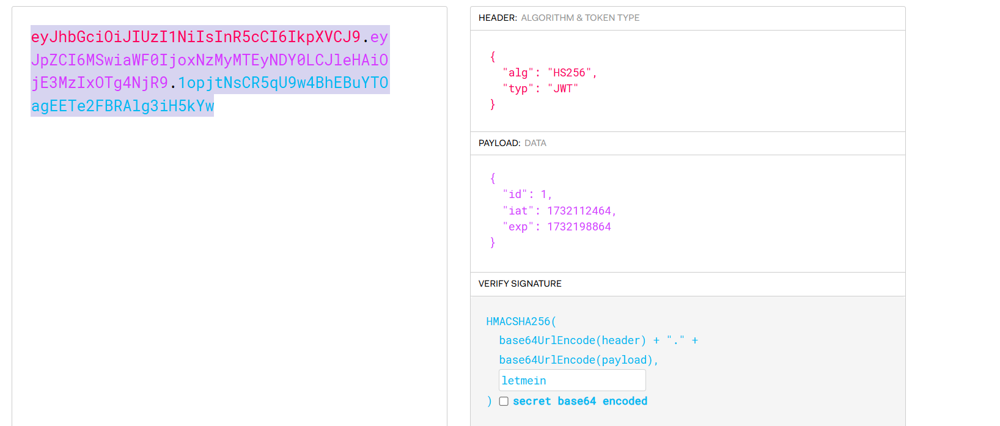 eyJhbGciOiJIUzI1NiIsInR5cCI6IkpXVCJ9.ey
JpZCI6MSwiaWF0IjoxNzMyMTEyNDY0LCJleHAiO
jE3MzIxOTg4NjR9.1opjtNsCR5qU9w4BhEBuYTO
agEETe2FBRAlg3iH5kYw
HEADER: ALGORITHM & TOKEN TYPE
{
"alg": "HS256",
"typ": "JWT"
}
PAYLOAD: DATA
{
"id": 1,
"iat": 1732112464,
"exp": 1732198864
}
VERIFY SIGNATURE
HMACSHA256(
base64UrlEncode(header) + "." +
base64UrlEncode(payload),
letmein
) secret base64 encoded